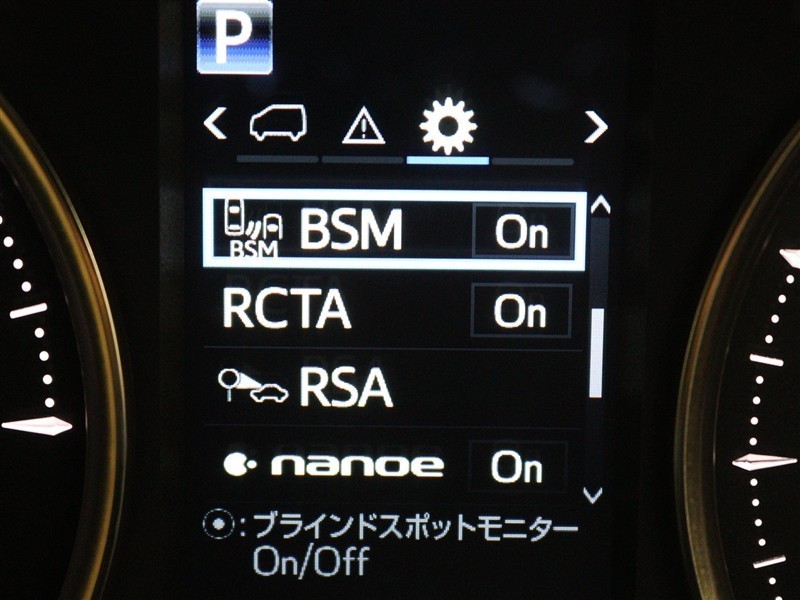 P
BSM BSM On
RCTA On
RSA
nanoe On
:ブラインドスポットモニター
On/Off